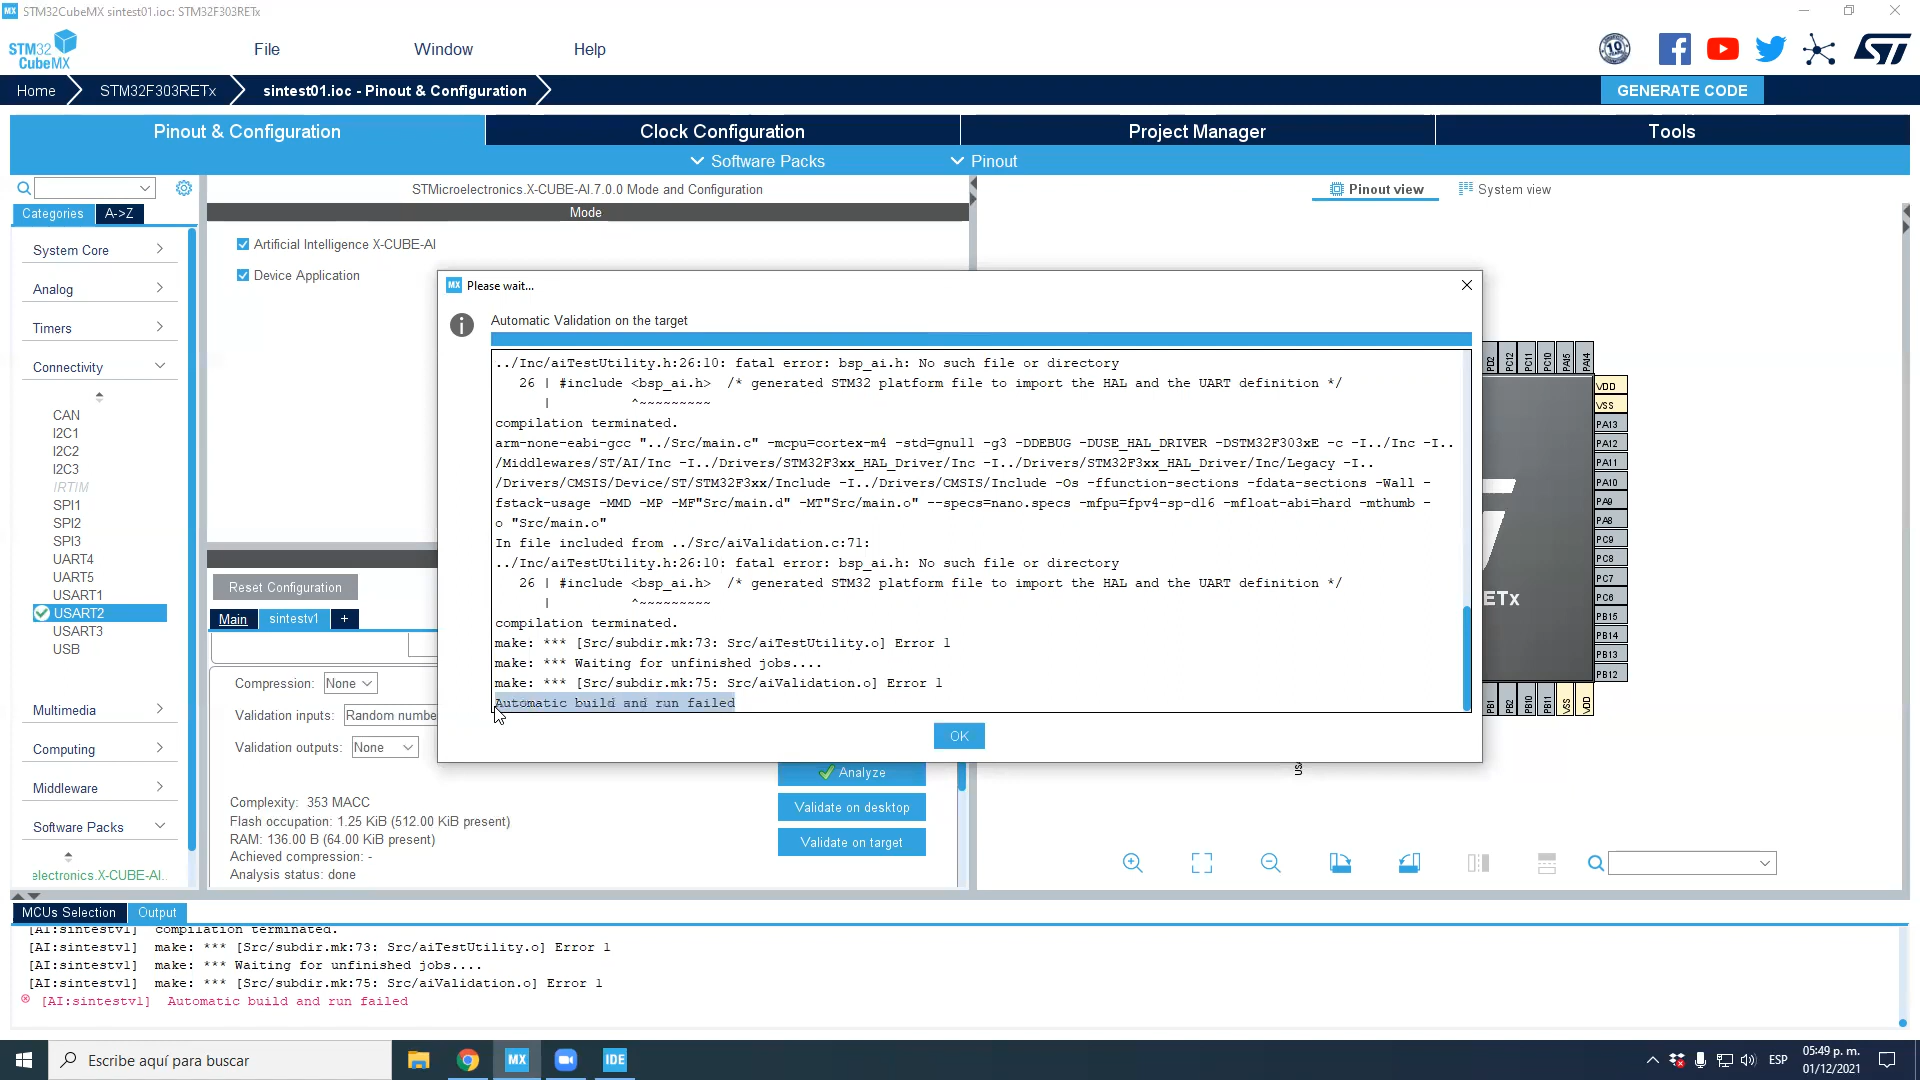 MX STM32CubeMX sintest01.ioc: STM32F303RETx
STM32 CubeMX
File Window Help
10
ST
Home STM32F303RETx sintest01.ioc - Pinout & Configuration GENERATE CODE
Pinout & Configuration Clock Configuration Project Manager Tools
Software Packs Pinout
STMicroelectronics.X-CUBE-AI.7.0.0 Mode and Configuration
Pinout view System view
Categories A->Z
Mode
System Core
Analog
Timers
Connectivity
CAN
I2C1
I2C2
I2C3
IRTIM
SPI1
SPI2
SPI3
UART4
UART5
USART1
USART2
USART3
USB
Multimedia
Computing
Middleware
Software Packs
electronics.X-CUBE-AI..
Artificial Intelligence X-CUBE-AI
Device Application
Reset Configuration
Main sintestv1 +
Compression: None
Validation inputs: Random numbe
Validation outputs: None
Complexity: 353 MACC
Flash occupation: 1.25 KiB (512.00 KiB present)
RAM: 136.00 B (64.00 KiB present)
Achieved compression: -
Analysis status: done
Analyze
Validate on desktop
Validate on target
MX Please wait...
Automatic Validation on the target
../Inc/aiTestUtility.h:26:10: fatal error: bsp_ai.h: No such file or directory
26 | #include <bsp_ai.h> /* generated STM32 platform file to import the HAL and the UART definition */
| ^~~~~~~~~~
compilation terminated.
arm-none-eabi-gcc "../Src/main.c" -mcpu=cortex-m4 -std=gnu11 -g3 -DDEBUG -DUSE_HAL_DRIVER -DSTM32F303xE -c -I../Inc -I..
/Middlewares/ST/AI/Inc -I../Drivers/STM32F3xx_HAL_Driver/Inc -I../Drivers/STM32F3xx_HAL_Driver/Inc/Legacy -I..
/Drivers/CMSIS/Device/ST/STM32F3xx/Include -I../Drivers/CMSIS/Include -Os -ffunction-sections -fdata-sections -Wall -
fstack-usage -MMD -MP -MF"Src/main.d" -MT"Src/main.o" --specs=nano.specs -mfpu=fpv4-sp-d16 -mfloat-abi=hard -mthumb -
o "Src/main.o"
In file included from ../Src/aiValidation.c:71:
../Inc/aiTestUtility.h:26:10: fatal error: bsp_ai.h: No such file or directory
26 | #include <bsp_ai.h> /* generated STM32 platform file to import the HAL and the UART definition */
| ^~~~~~~~~~
compilation terminated.
make: *** [Src/subdir.mk:73: Src/aiTestUtility.o] Error 1
make: *** Waiting for unfinished jobs....
make: *** [Src/subdir.mk:75: Src/aiValidation.o] Error 1
Automatic build and run failed
OK
PD2 PC12 PC11 PC10 PA15 PA14
VDD
VSS
PA13
PA12
PA11
PA10
PA9
PA8
PC9
PC8
PC7
PC6
PB15
PB14
PB13
PB12
ETx
PB1 PB2 PB10 PB11 VSS VDD
MCUs Selection Output
[AI:sintestv1] compilation terminated.
[AI:sintestv1] make: *** [Src/subdir.mk:73: Src/aiTestUtility.o] Error 1
[AI:sintestv1] make: *** Waiting for unfinished jobs....
[AI:sintestv1] make: *** [Src/subdir.mk:75: Src/aiValidation.o] Error 1
[AI:sintestv1] Automatic build and run failed
Escribe aquí para buscar
MX IDE
ESP
05:49 p. m.
01/12/2021